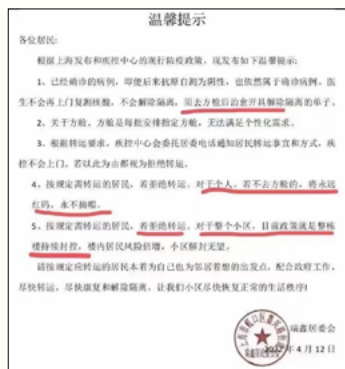 温馨提示
各位居民:
根据上海发布和疾控中心的现行防疫政策，现发布如下温馨提示:
1、已经确诊的病例，即便后来抗原自测为阴性，也依然属于确诊病例，医
生不会再上门复测核酸，不会解除隔离，须去方舱后治愈开具解除隔离的单子。
2、关于方舱，方舱是每批安排指定方舱，无法满足个性化需求。
3、根据转运要求，疾控中心会委托居委电话通知居民转运事宜和方式，疾
控不会上门。若以此为由都视为拒绝转运。
4、按规定需转运的居民，若拒绝转运。对于个人，若不去方舱的，将永远
红码，永不摘帽。
5、按规定需转运的居民，若拒绝转运。对于整个小区，目前政策就是整栋
楼持续封控，楼内居民风险倍增，小区解封无望。
请按规定应转运的居民本着为自己也为邻居着想的出发点，配合政府工作，
尽快转运，尽快康复和解除隔离，让我们小区尽快恢复正常的生活秩序!
瑞鑫居委会
2022年4月12日